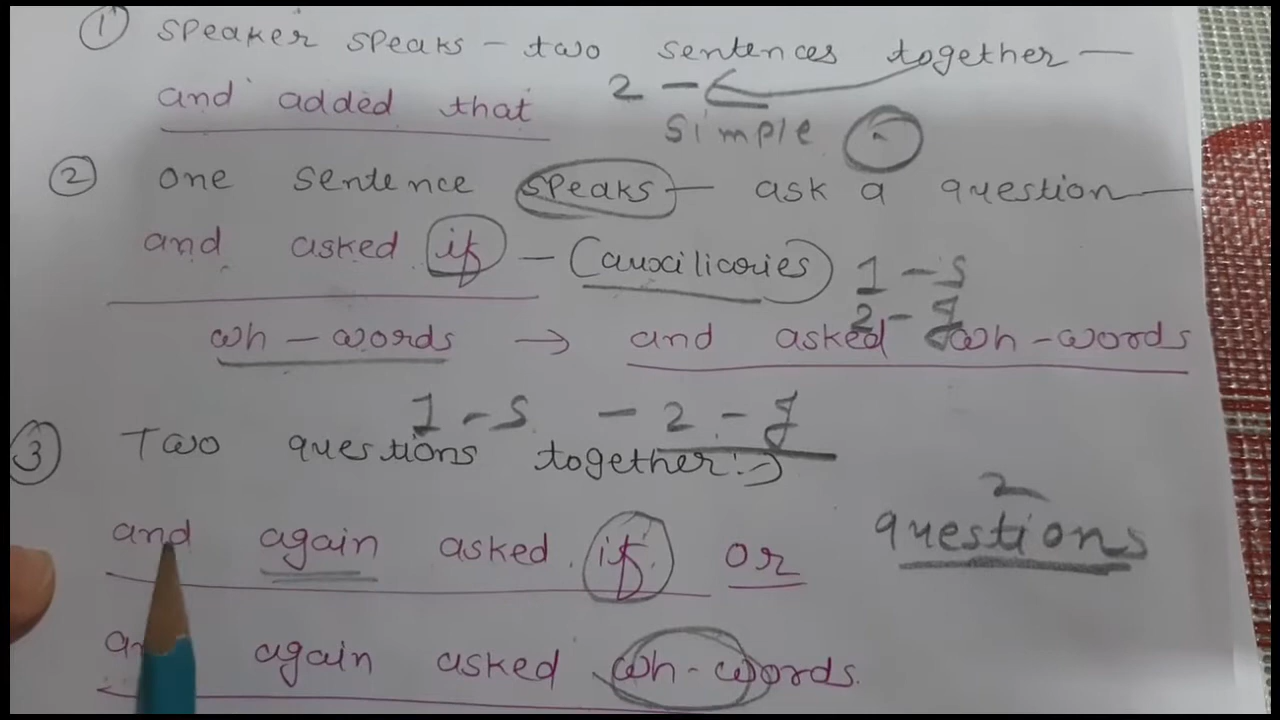 ① speaker speaks – two sentences together –
and added that 2 –
simple
② one sentence speaks – ask a question –
and asked if – (auxilicaries) 1 – s
2 – q
wh – words → and asked wh – words
1 – s – 2 – q
③ Two questions together :→
2
and again asked if or questions
again asked wh – words.